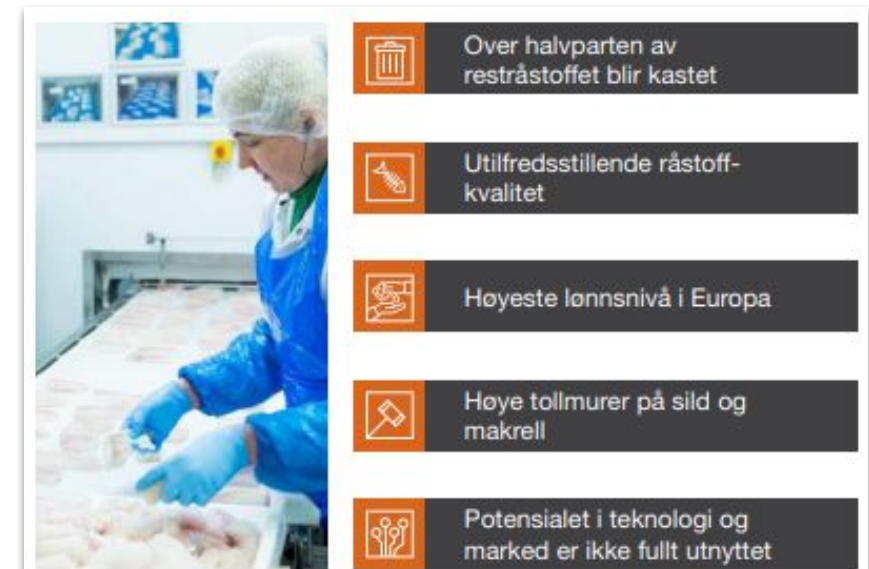 Over halvparten av
restråstoffet blir kastet
Utilfredsstillende råstoff-
kvalitet
Høyeste lønnsnivå i Europa
Høye tollmurer på sild og
makrell
Potensialet i teknologi og
marked er ikke fullt utnyttet